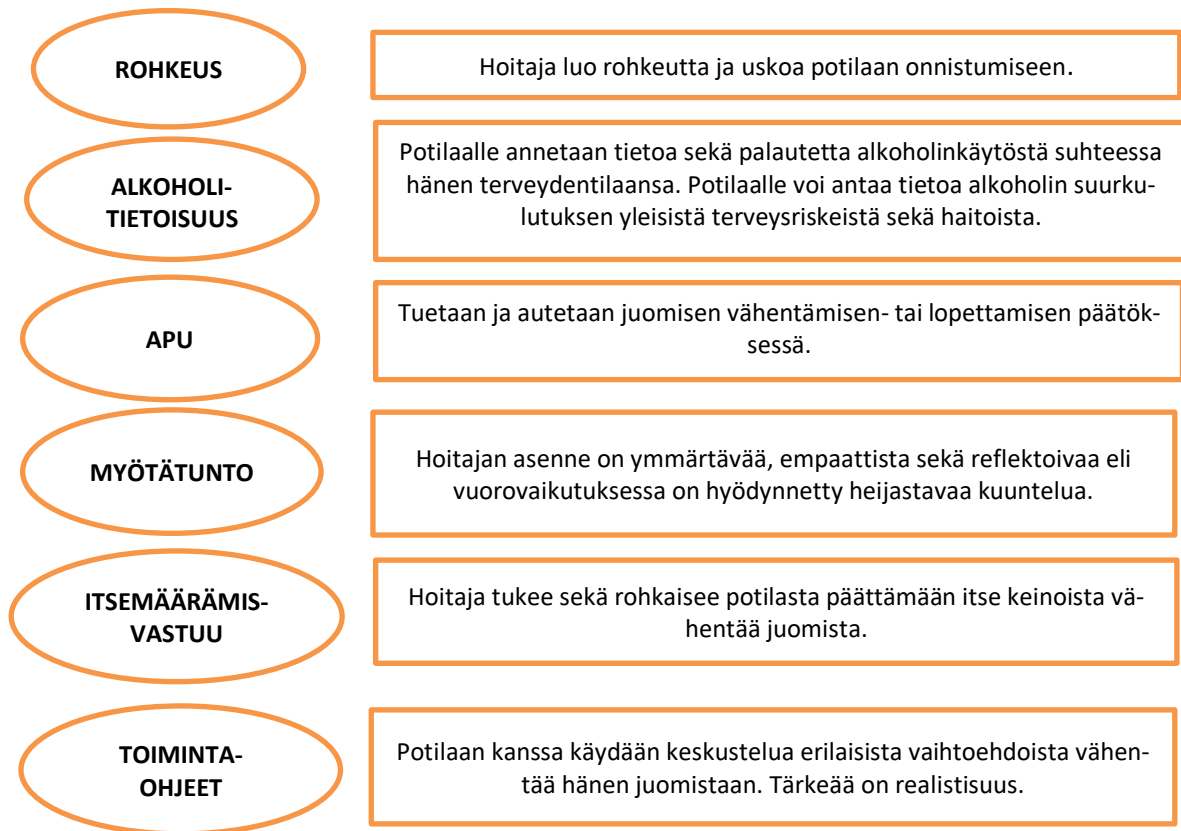 ROHKEUS
Hoitaja luo rohkeutta ja uskoa potilaan onnistumiseen.
ALKOHOLI-
TIETOISUUS
Potilaalle annetaan tietoa sekä palautetta alkoholinkäytöstä suhteessa
hänen terveydentilaansa. Potilaalle voi antaa tietoa alkoholin suurku-
lutuksen yleisistä terveysriskeistä sekä haitoista.
APU
Tuetaan ja autetaan juomisen vähentämisen- tai lopettamisen päätök-
sessä.
MYÖTÄTUNTO
Hoitajan asenne on ymmärtävää, empaattista sekä reflektoivaa eli
vuorovaikutuksessa on hyödynnetty heijastavaa kuuntelua.
ITSEMÄÄRÄMIS-
VASTUU
Hoitaja tukee sekä rohkaisee potilasta päättämään itse keinoista vä-
hentää juomista.
TOIMINTA-
OHJEET
Potilaan kanssa käydään keskustelua erilaisista vaihtoehdoista vähen-
tää hänen juomistaan. Tärkeää on realistisuus.